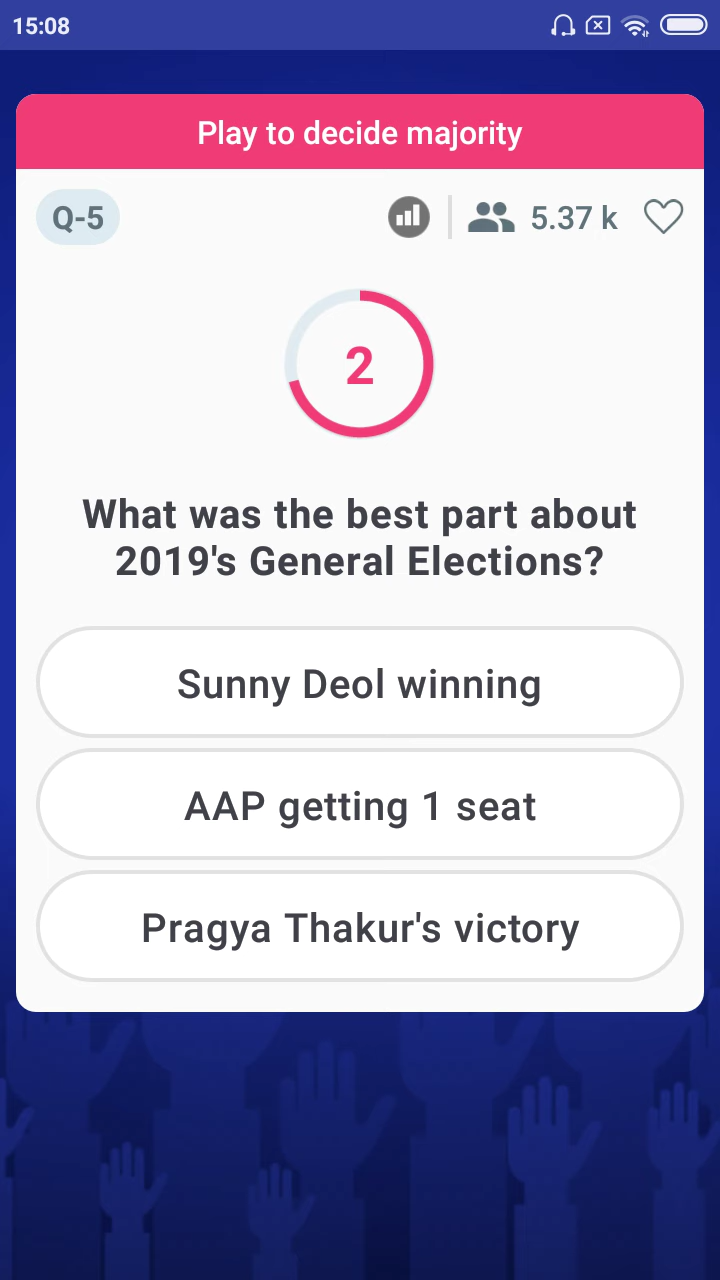 15:08
Play to decide majority
Q-5
5.37 k
2
What was the best part about
2019's General Elections?
Sunny Deol winning
AAP getting 1 seat
Pragya Thakur's victory